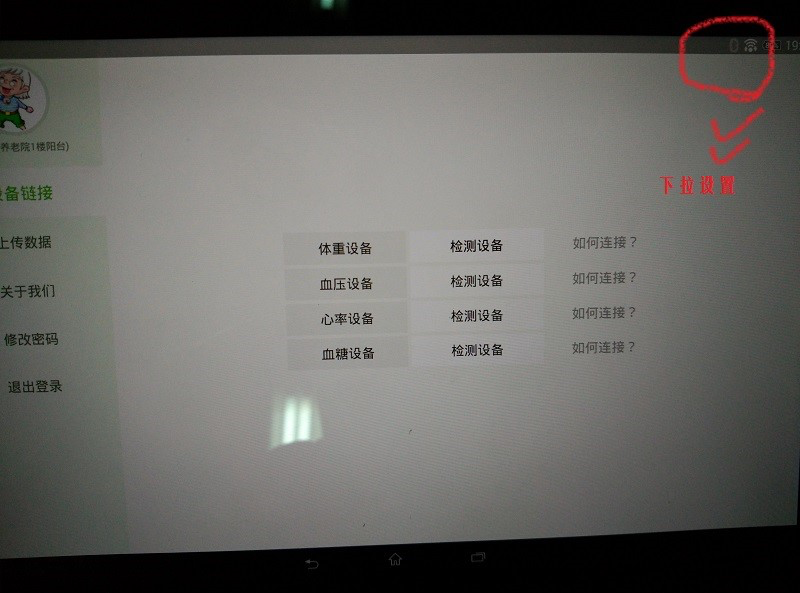 19
养老院1楼阳台)
下拉设置
设备链接
上传数据
关于我们
修改密码
退出登录
体重设备 检测设备 如何连接？
血压设备 检测设备 如何连接？
心率设备 检测设备 如何连接？
血糖设备 检测设备 如何连接？